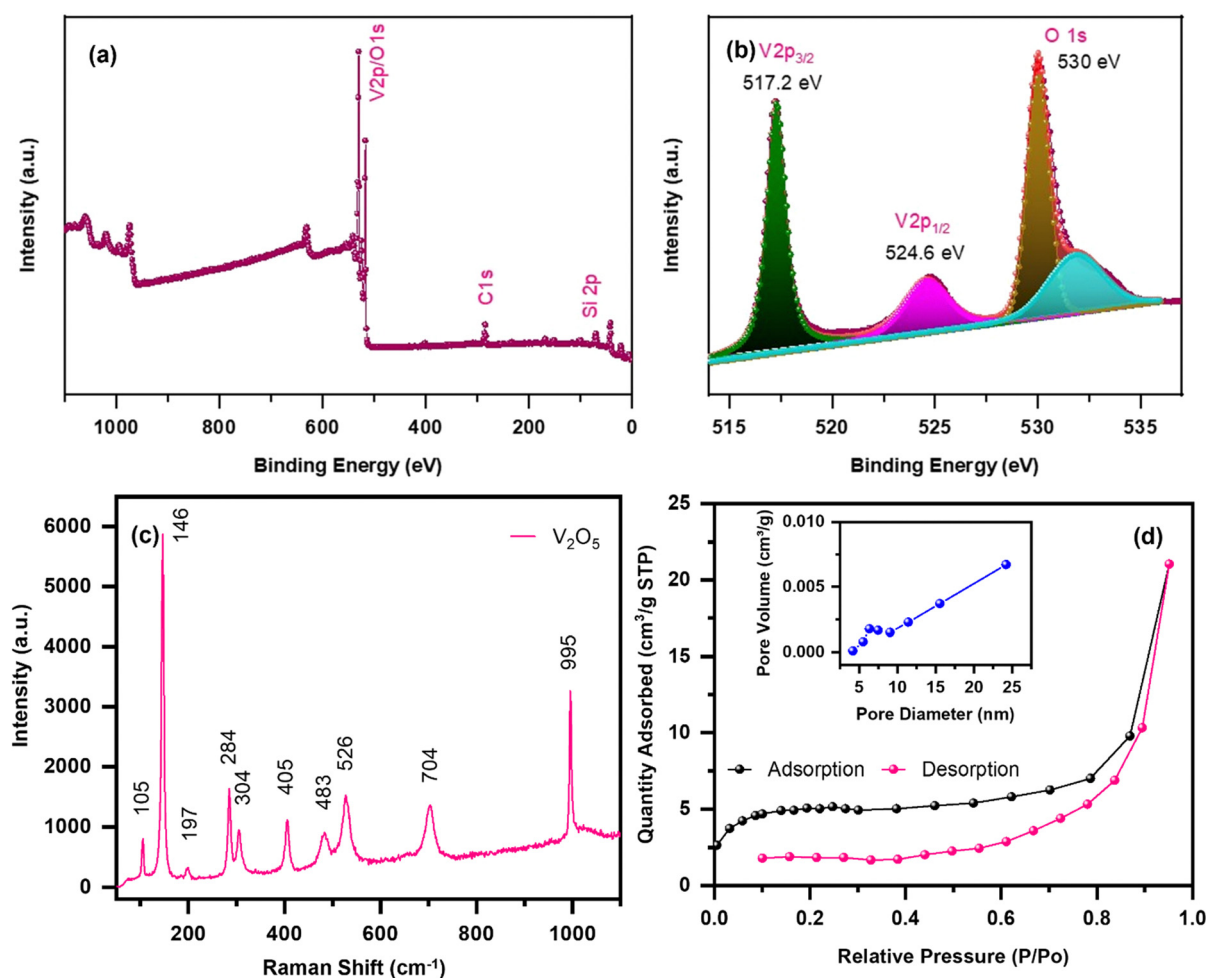 (a)
V2p/O1s
C1s
Si 2p
Intensity (a.u.)
1000 800 600 400 200 0
Binding Energy (eV)
(b)
V2p₃/₂
517.2 eV
V2p₁/₂
524.6 eV
O 1s
530 eV
Intensity (a.u.)
515 520 525 530 535
Binding Energy (eV)
(c)
V₂O₅
105
146
197
284
304
405
483
526
704
995
Intensity (a.u.)
6000
5000
4000
3000
2000
1000
0
200 400 600 800 1000
Raman Shift (cm⁻¹)
(d)
Quantity Adsorbed (cm³/g STP)
25
20
15
10
5
0
0.0 0.2 0.4 0.6 0.8 1.0
Relative Pressure (P/Po)
Adsorption
Desorption
Pore Volume (cm³/g)
0.010
0.005
0.000
5 10 15 20 25
Pore Diameter (nm)